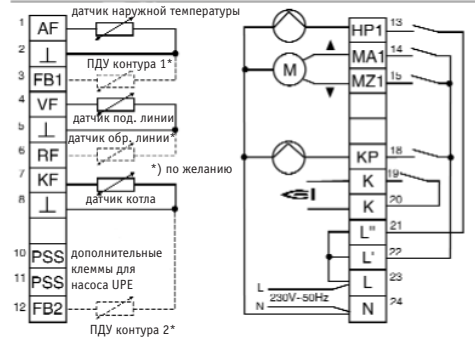 1 AF датчик наружной температуры
2 ⊥
ПДУ контура 1*
3 FB1
4 VF
датчик под. линии
5 ⊥
датчик обр. линии*
6 RF
7 KF *) по желанию
8 ⊥ датчик котла
10 PSS дополнительные
11 PSS клеммы для
насоса UPE
12 FB2
ПДУ контура 2*
HP1 13
M MA1 14
MZ1 15
KP 18
K 19
K 20
L" 21
L' 22
L L 23
230V~50Hz
N N 24